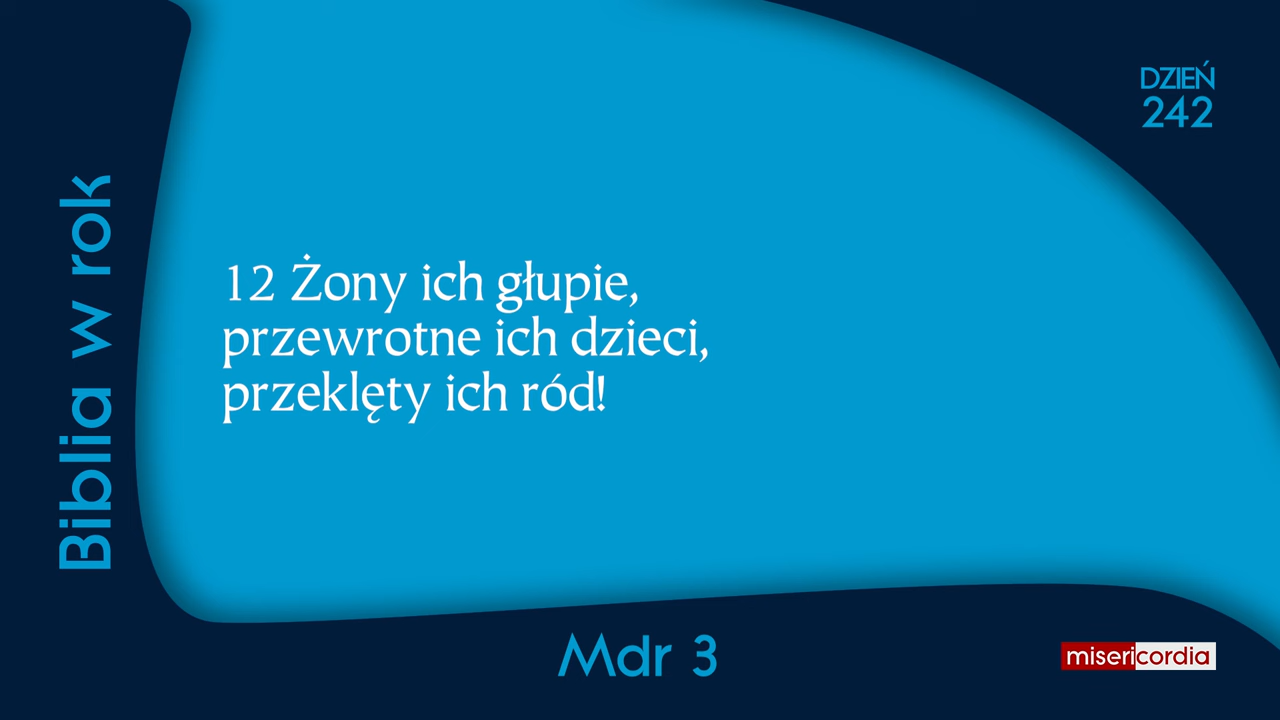 DZIEŃ
242
Biblia w rok
12 Żony ich głupie,
przewrotne ich dzieci,
przeklęty ich ród!
Mdr 3
misericordia